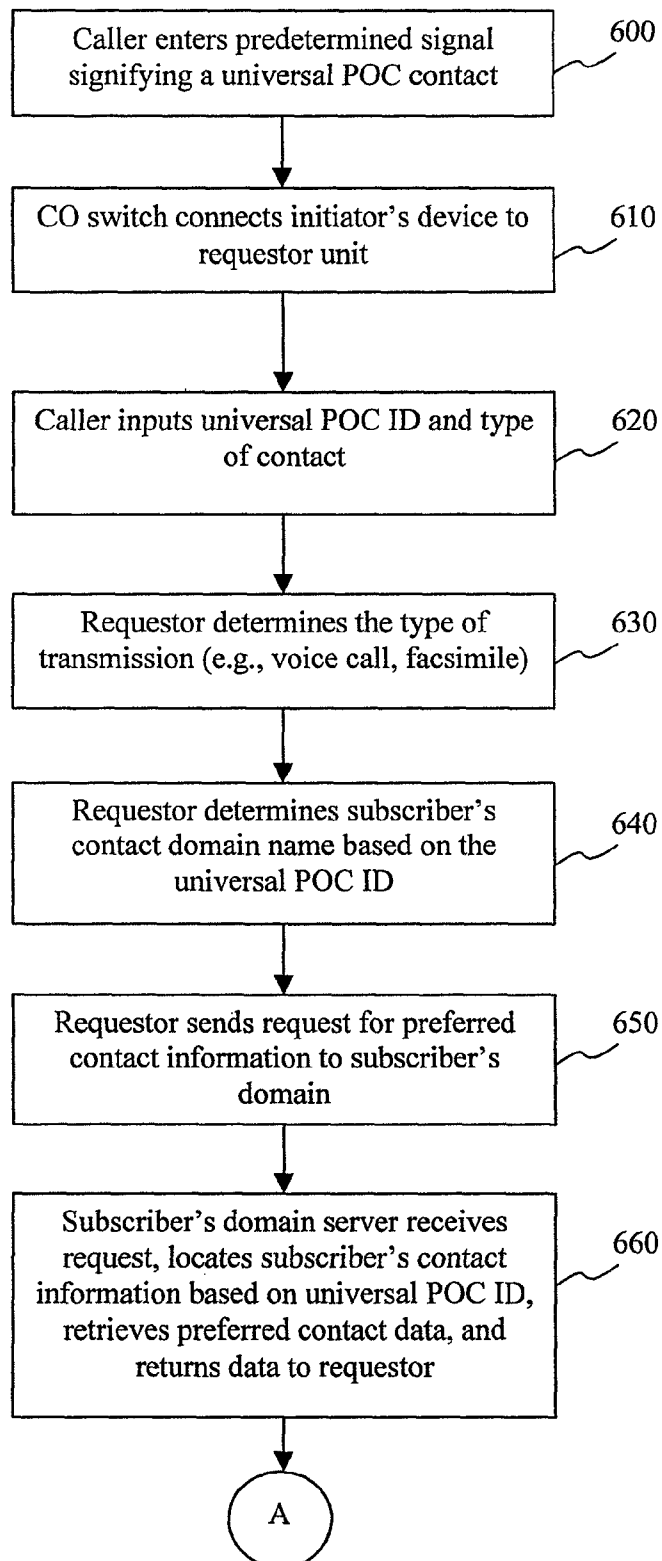 Caller enters predetermined signal
signifying a universal POC contact
600
CO switch connects initiator's device to
requestor unit
610
Caller inputs universal POC ID and type
of contact
620
Requestor determines the type of
transmission (e.g., voice call, facsimile)
630
Requestor determines subscriber's
contact domain name based on the
universal POC ID
640
Requestor sends request for preferred
contact information to subscriber's
domain
650
Subscriber's domain server receives
request, locates subscriber's contact
information based on universal POC ID,
retrieves preferred contact data, and
returns data to requestor
660
A